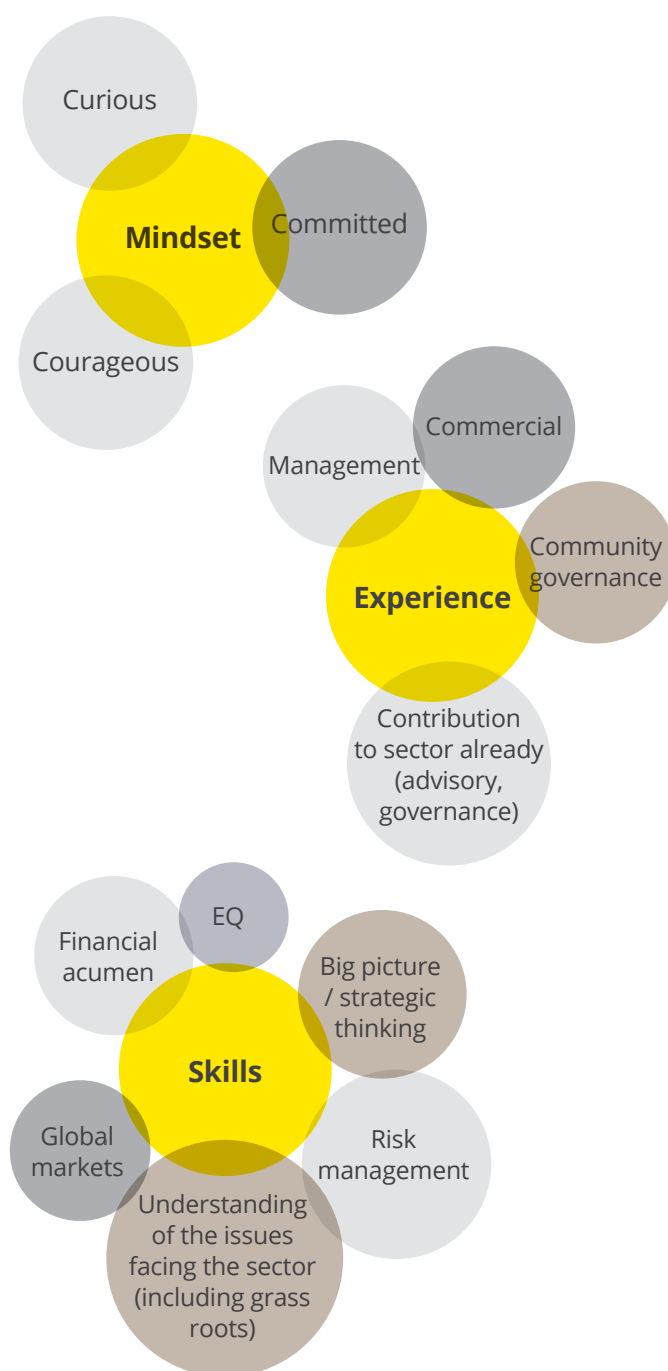 Curious
Mindset
Committed
Courageous
Commercial
Management
Community
governance
Experience
Contribution
to sector already
(advisory,
governance)
EQ
Financial
acumen
Big picture
/ strategic
thinking
Skills
Global
markets
Risk
management
Understanding
of the issues
facing the sector
(including grass
roots)